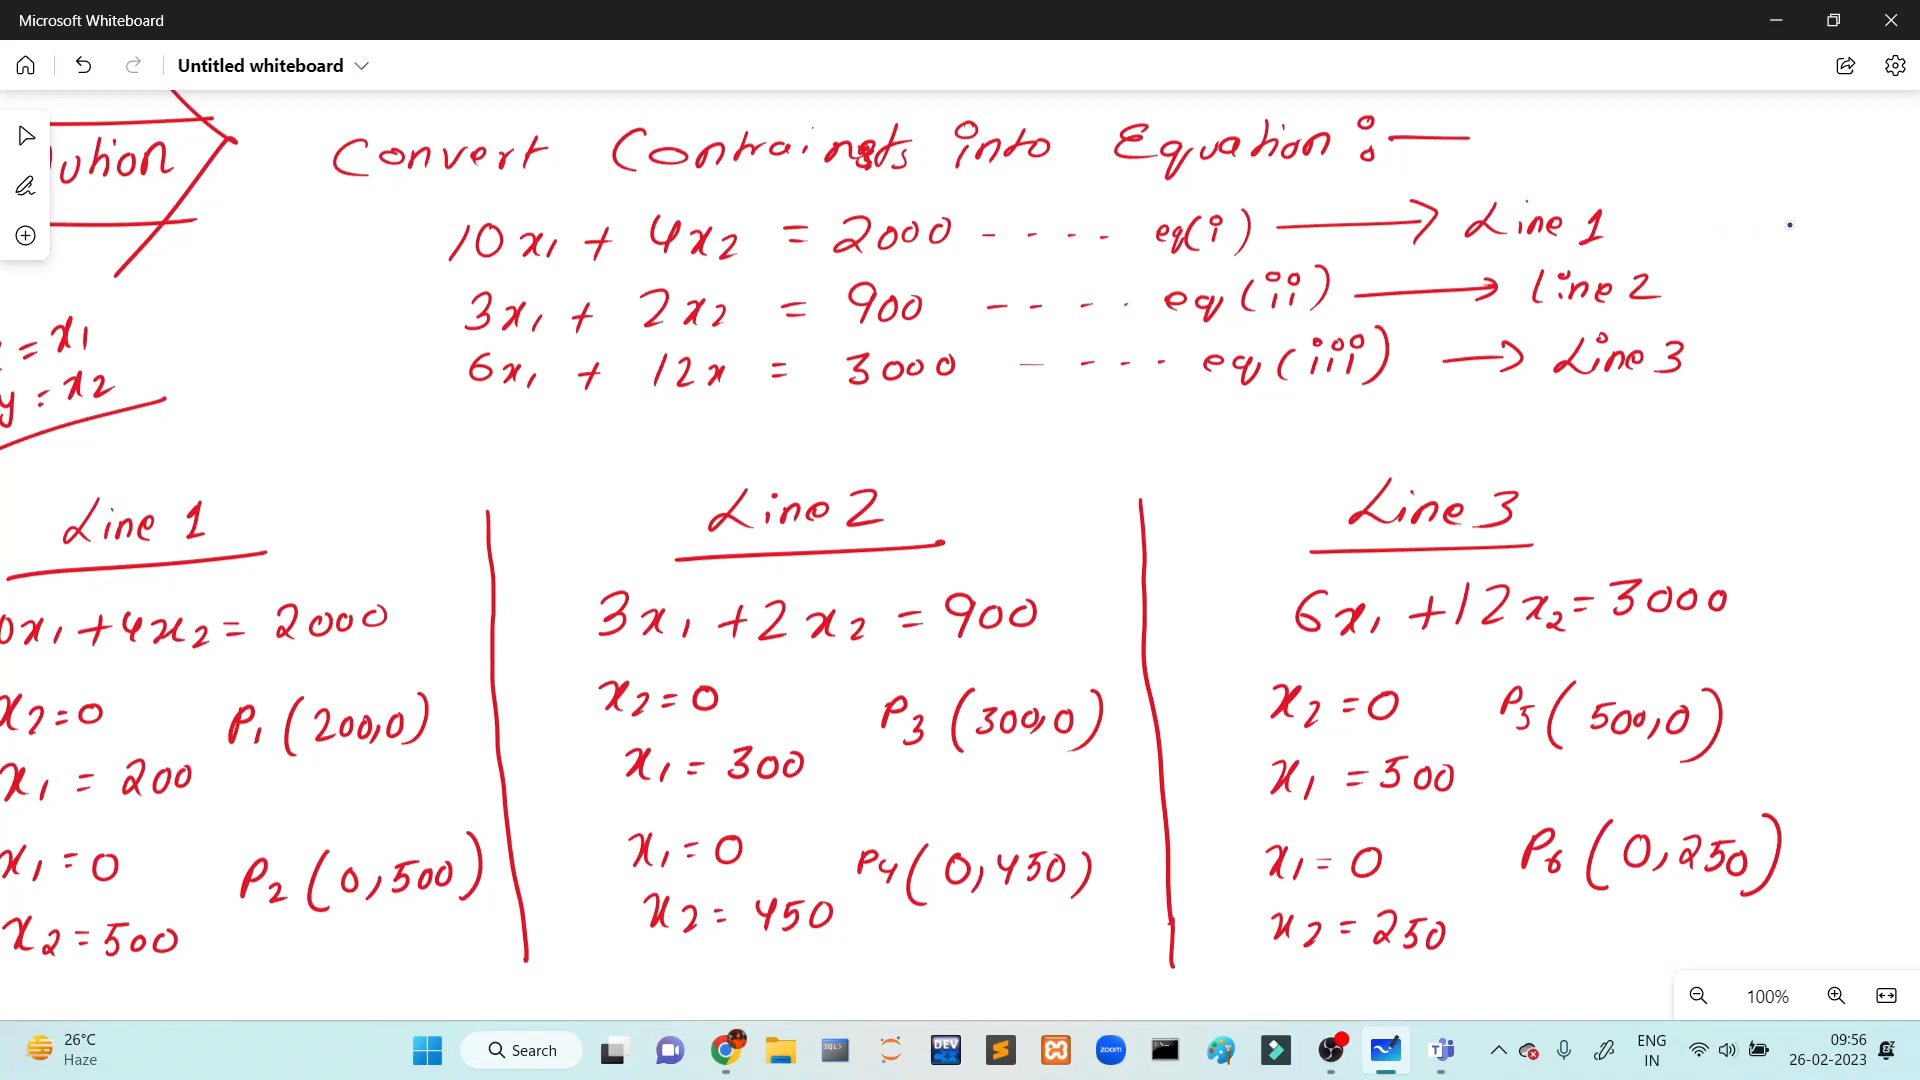 Microsoft Whiteboard
Untitled whiteboard
ution
Convert Contraints into Equation :—
10x₁ + 4x₂ = 2000 - - - - eq(i) → Line 1
3x₁ + 2x₂ = 900 - - - - eq(ii) → Line 2
6x₁ + 12x = 3000 - - - - eq(iii) → Line 3
= x₁
y = x₂
Line 1
0x₁ + 4x₂ = 2000
x₂ = 0 P₁ (200,0)
x₁ = 200
x₁ = 0 P₂ (0,500)
x₂ = 500
Line 2
3x₁ + 2x₂ = 900
x₂ = 0 P₃ (300,0)
x₁ = 300
x₁ = 0 P₄ (0,450)
x₂ = 450
Line 3
6x₁ + 12x₂ = 3000
x₂ = 0 P₅ (500,0)
x₁ = 500
x₁ = 0 P₆ (0,250)
x₂ = 250
100%
26°C
Haze
Search
SQL>
DEV
zoom
ENG
IN
09:56
26-02-2023